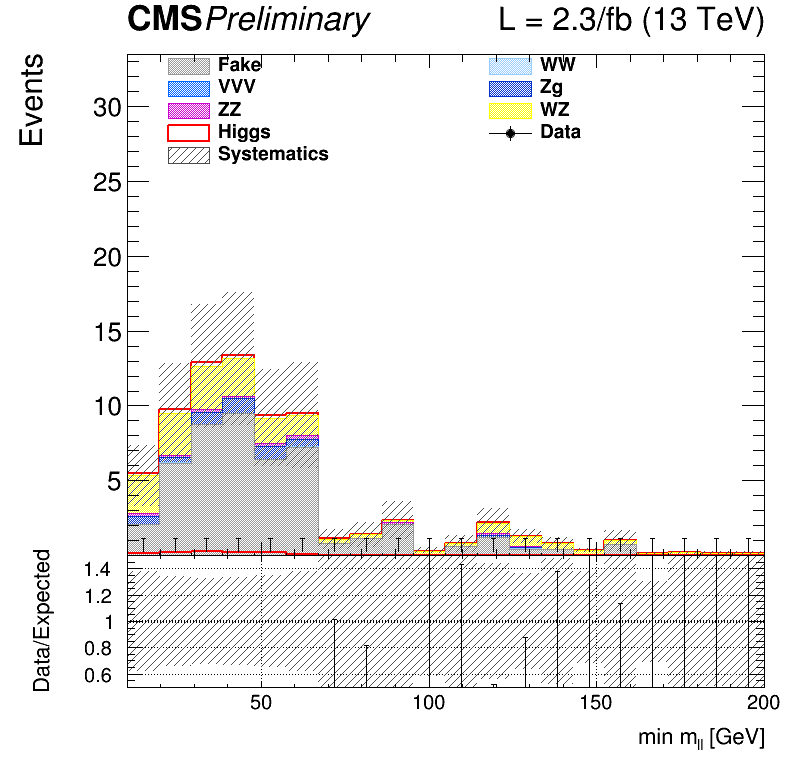 CMS Preliminary L = 2.3/fb (13 TeV)
Events
Fake WW
VVV Zg
ZZ WZ
Higgs Data
Systematics
30
25
20
15
10
5
Data/Expected
1.4
1.2
1
0.8
0.6
50 100 150 200
min m_ll [GeV]